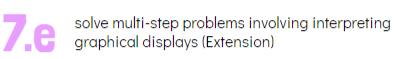 7.e
solve multi-step problems involving interpreting
graphical displays (Extension)